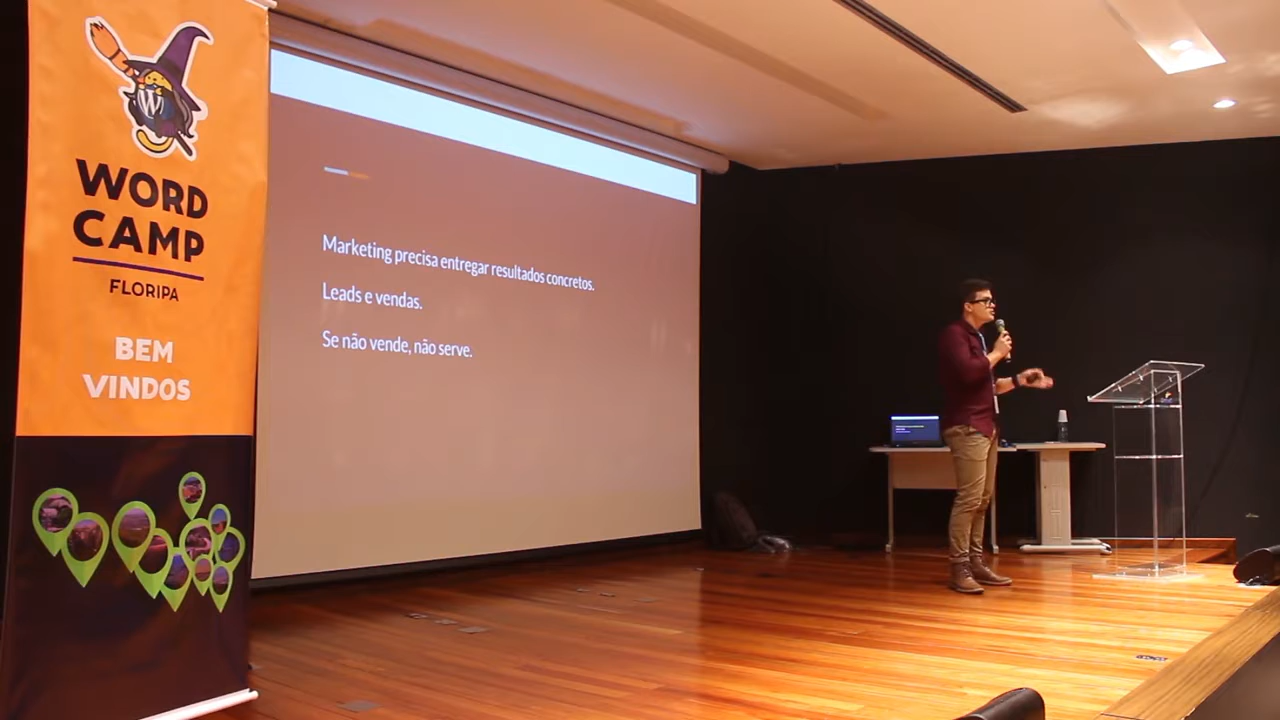 WORD
CAMP
FLORIPA
BEM
VINDOS
Marketing precisa entregar resultados concretos.
Leads e vendas.
Se não vende, não serve.